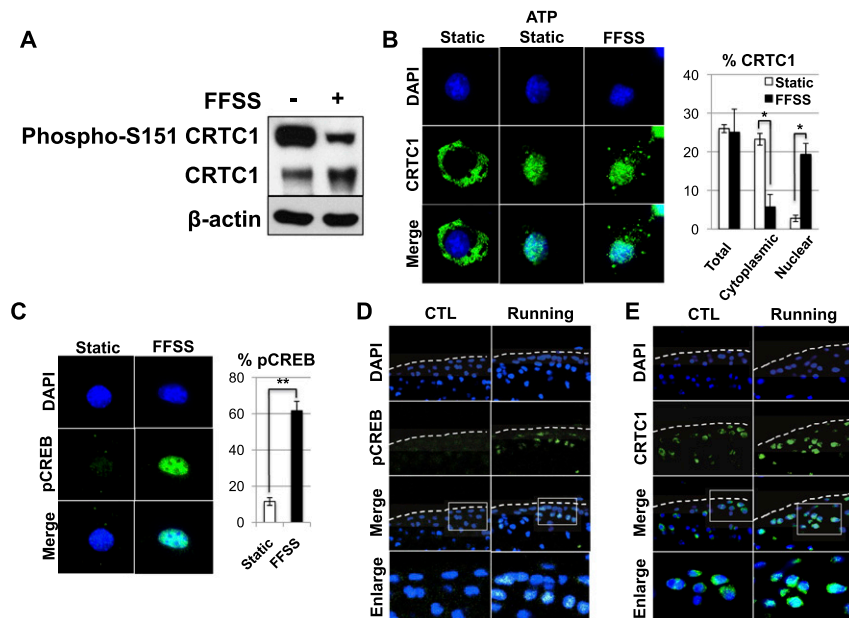 A
FFSS
- +
Phospho-S151 CRTC1
CRTC1
β-actin
B
Static
ATP
Static
FFSS
DAPI
CRTC1
Merge
% CRTC1
40
30
20
10
0
Static
FFSS
*
*
Total
Cytoplasmic
Nuclear
C
Static
FFSS
DAPI
pCREB
Merge
% pCREB
80
60
40
20
0
**
Static
FFSS
D
CTL
Running
DAPI
pCREB
Merge
Enlarge
E
CTL
Running
DAPI
CRTC1
Merge
Enlarge